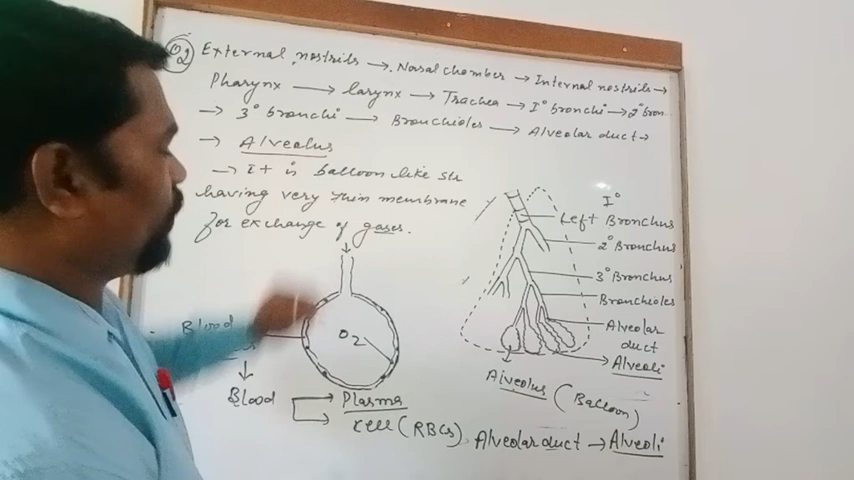 O2 External nostrils → Nasal chamber → Internal nostrils →
Pharynx → larynx → Trachea → 1° bronchi → 2° bron
→ 3° bronchi → Bronchioles → Alveolar duct →
→ Alveolus
→ It is balloon like str
having very thin membrane
for exchange of gases.
O2
Blood
↓
Blood → Plasma
→ cell (RBCs)
1°
Left Bronchus
2° Bronchus
3° Bronchus
Bronchioles
Alveolar
duct
Alveoli
Alveolus (Balloon)
Alveolar duct → Alveoli